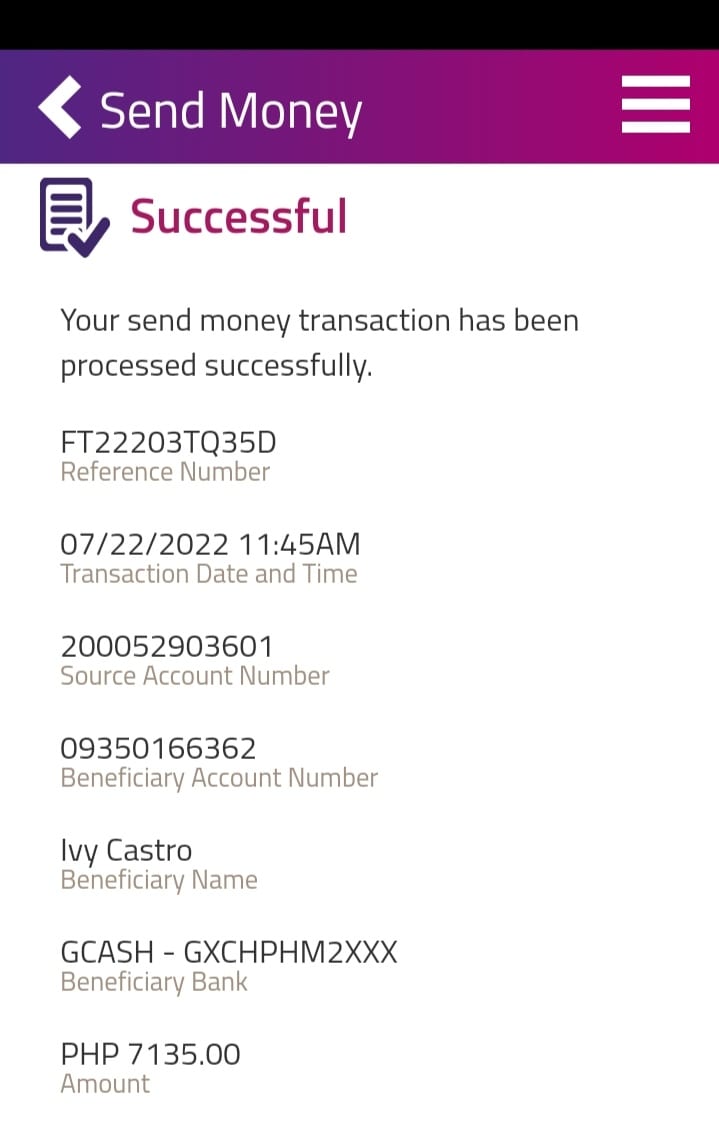 Send Money
Successful
Your send money transaction has been
processed successfully.
FT22203TQ35D
Reference Number
07/22/2022 11:45AM
Transaction Date and Time
200052903601
Source Account Number
09350166362
Beneficiary Account Number
Ivy Castro
Beneficiary Name
GCASH - GXCHPHM2XXX
Beneficiary Bank
PHP 7135.00
Amount